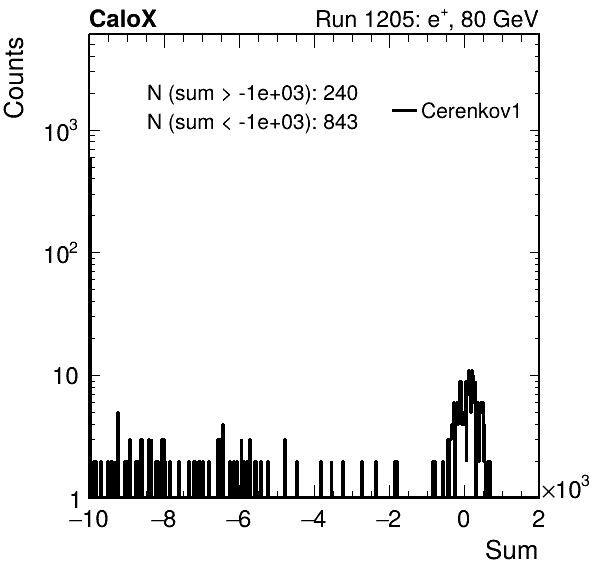 CaloX Run 1205: e⁺, 80 GeV
Counts
N (sum > -1e+03): 240
N (sum < -1e+03): 843
Cerenkov1
10³
10²
10
1
−10 −8 −6 −4 −2 0 2
×10³
Sum